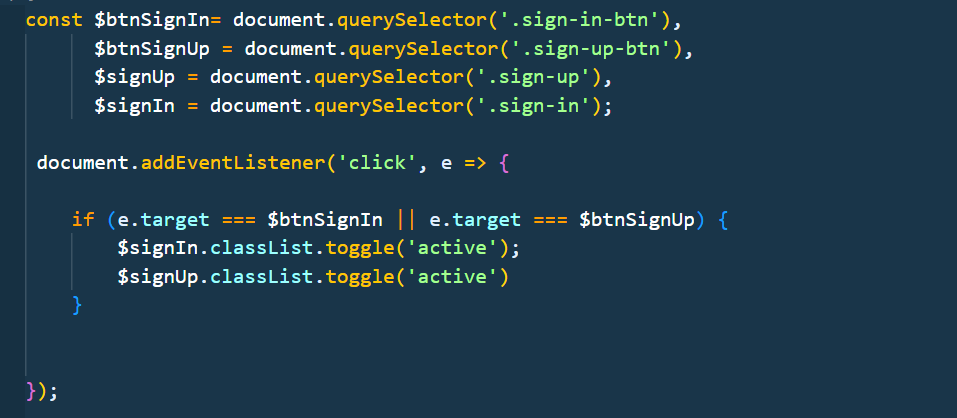 const $btnSignIn= document.querySelector('.sign-in-btn'),
$btnSignUp = document.querySelector('.sign-up-btn'),
$signUp = document.querySelector('.sign-up'),
$signIn = document.querySelector('.sign-in');
document.addEventListener('click', e => {
if (e.target === $btnSignIn || e.target === $btnSignUp) {
$signIn.classList.toggle('active');
$signUp.classList.toggle('active')
}
});